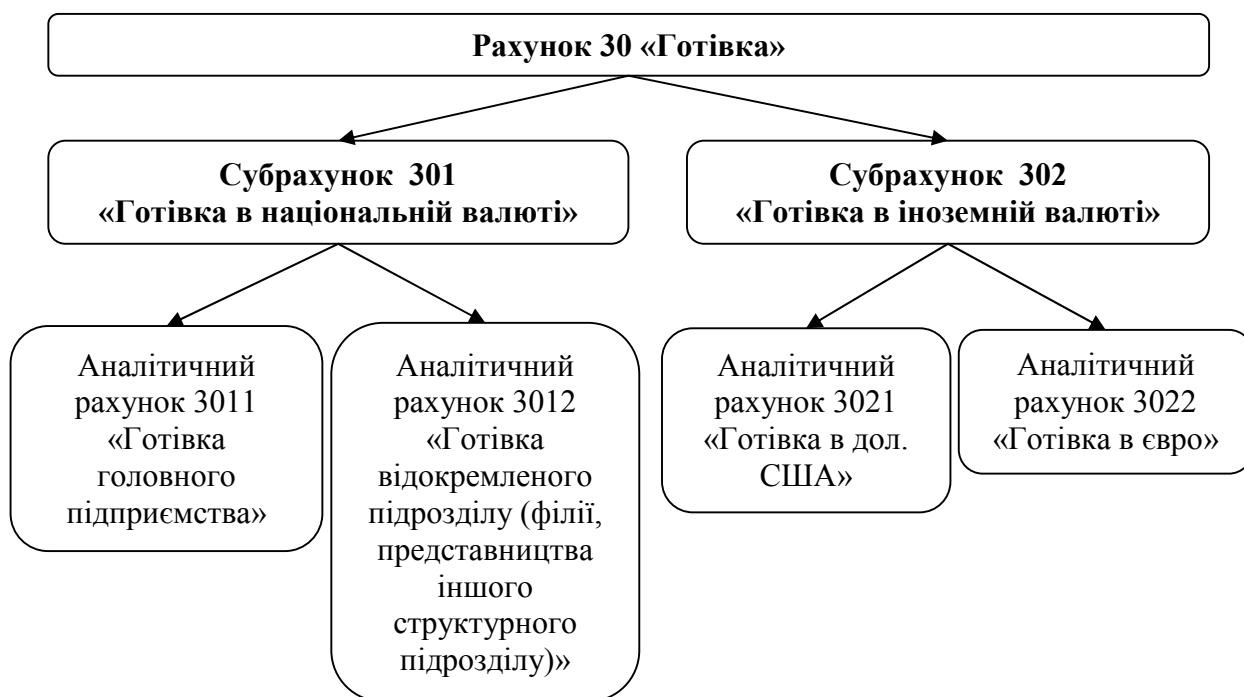 Рахунок 30 «Готівка»
Субрахунок 301
«Готівка в національній валюті»
Субрахунок 302
«Готівка в іноземній валюті»
Аналітичний
рахунок 3011
«Готівка
головного
підприємства»
Аналітичний
рахунок 3012
«Готівка
відокремленого
підрозділу (філії,
представництва
іншого
структурного
підрозділу)»
Аналітичний
рахунок 3021
«Готівка в дол.
США»
Аналітичний
рахунок 3022
«Готівка в євро»